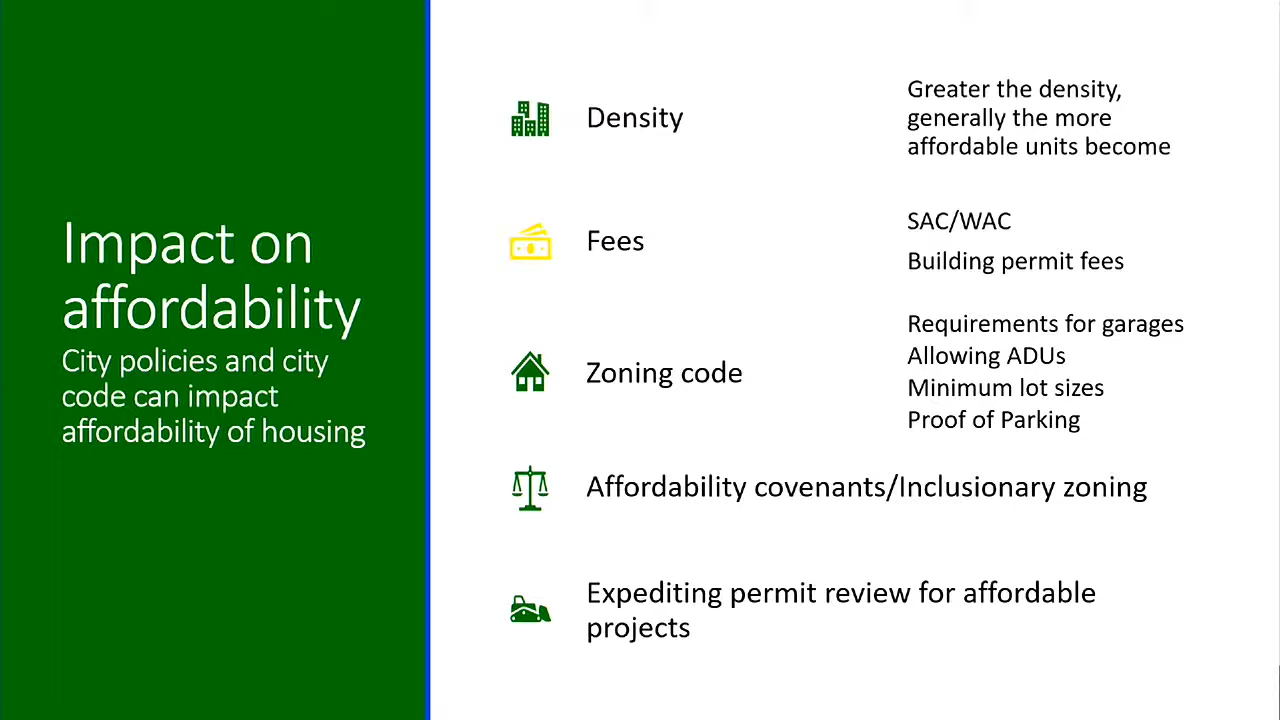 Impact on
affordability
City policies and city
code can impact
affordability of housing
Density
Greater the density,
generally the more
affordable units become
Fees
SAC/WAC
Building permit fees
Zoning code
Requirements for garages
Allowing ADUs
Minimum lot sizes
Proof of Parking
Affordability covenants/Inclusionary zoning
Expediting permit review for affordable
projects